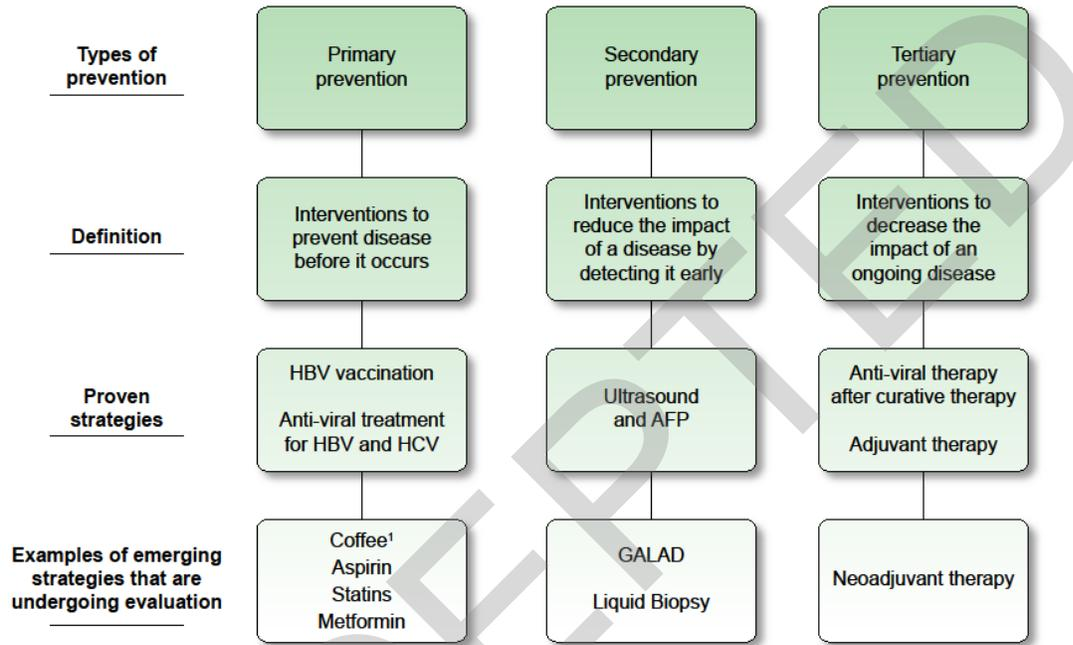 Types of
prevention
Primary
prevention
Secondary
prevention
Tertiary
prevention
Definition
Interventions to
prevent disease
before it occurs
Interventions to
reduce the impact
of a disease by
detecting it early
Interventions to
decrease the
impact of an
ongoing disease
Proven
strategies
HBV vaccination
Anti-viral treatment
for HBV and HCV
Ultrasound
and AFP
Anti-viral therapy
after curative therapy
Adjuvant therapy
Examples of emerging
strategies that are
undergoing evaluation
Coffee¹
Aspirin
Statins
Metformin
GALAD
Liquid Biopsy
Neoadjuvant therapy
EPTED